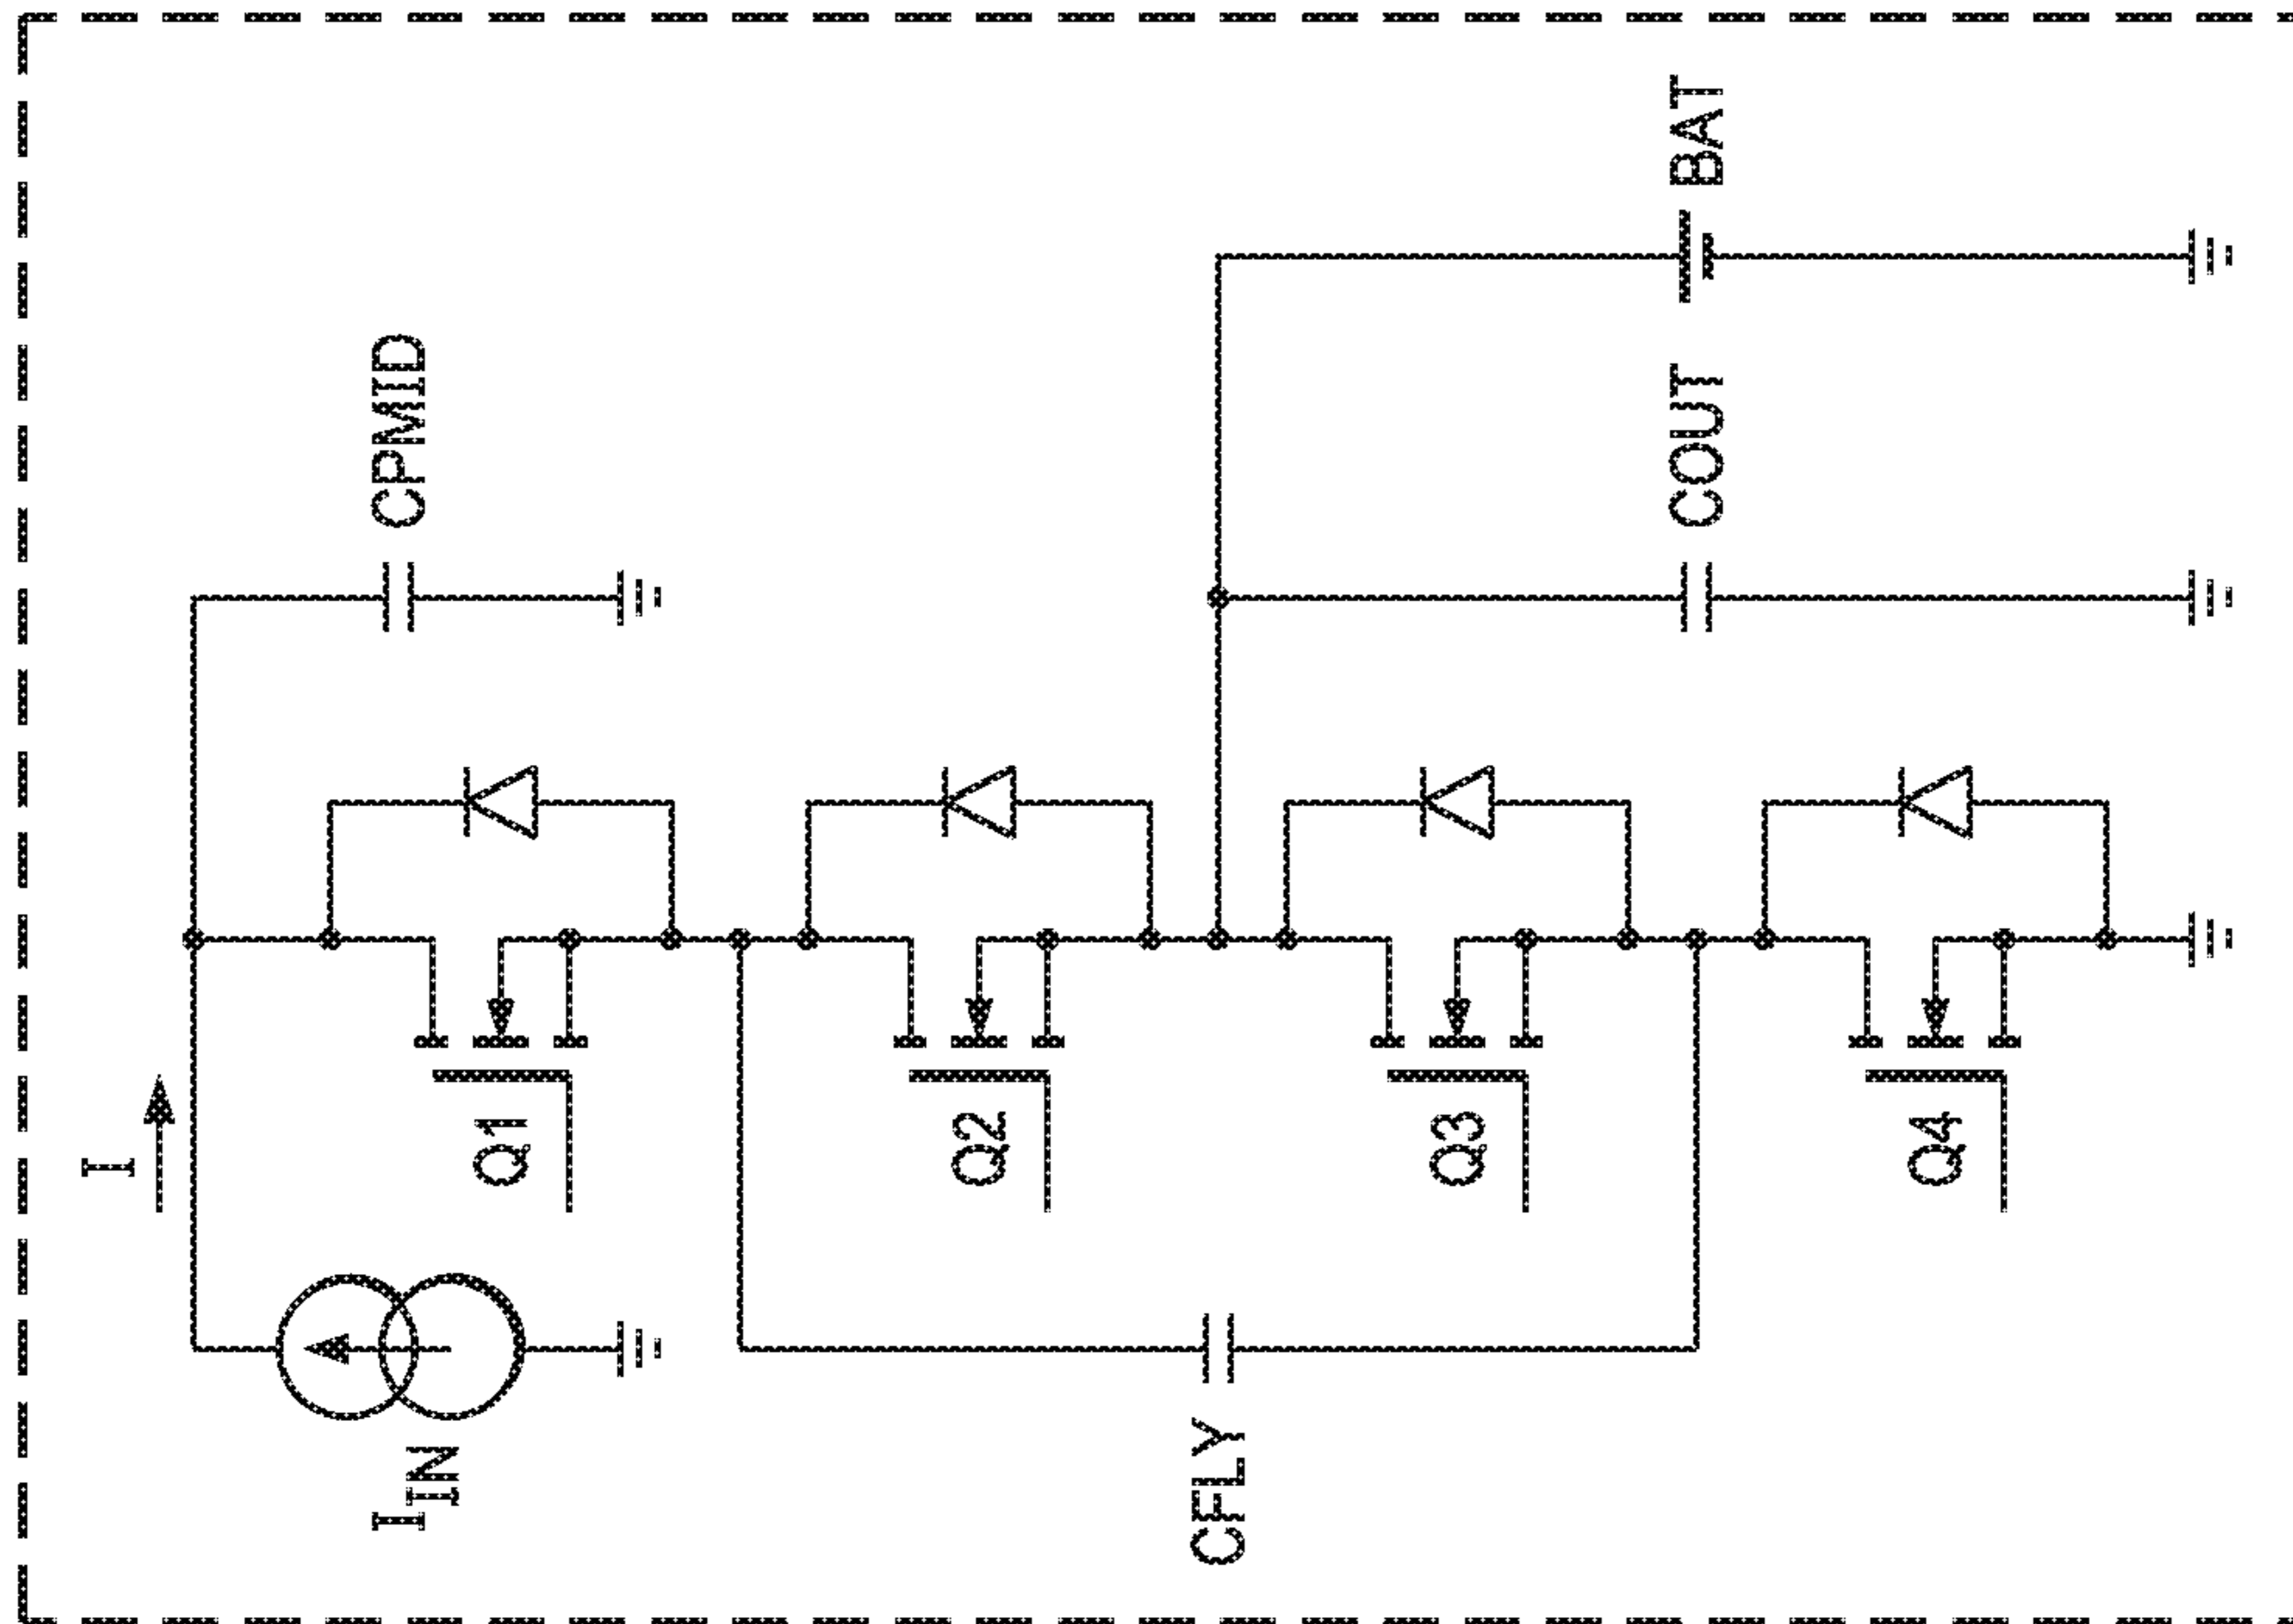 I
IIN
CPMID
Q1
Q2
CFLY
Q3
COUT
BAT
Q4